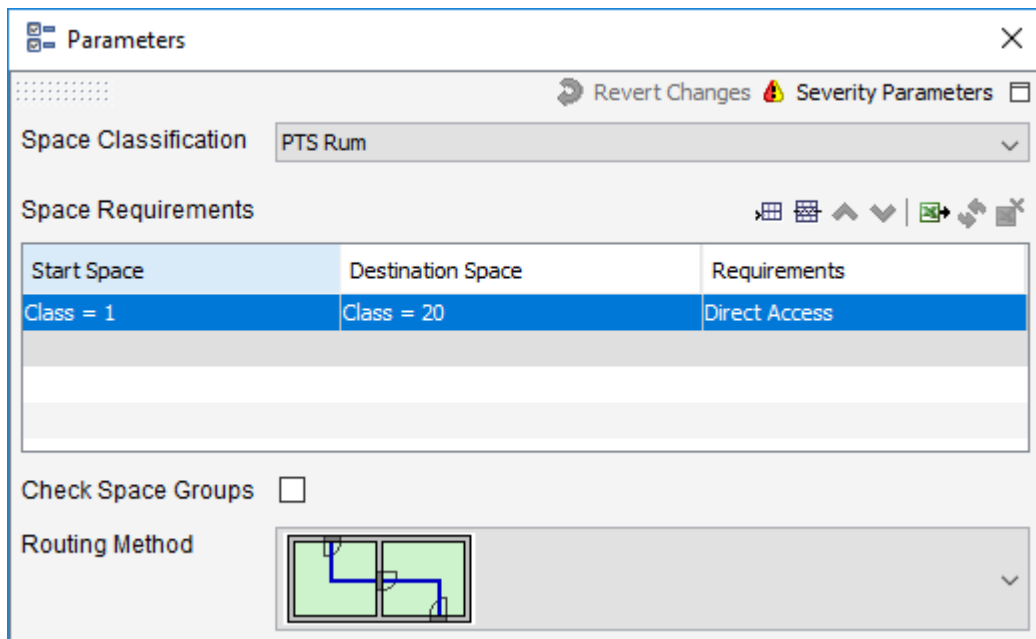 Parameters
Revert Changes Severity Parameters
Space Classification PTS Rum
Space Requirements
Start Space Destination Space Requirements
Class = 1 Class = 20 Direct Access
Check Space Groups
Routing Method